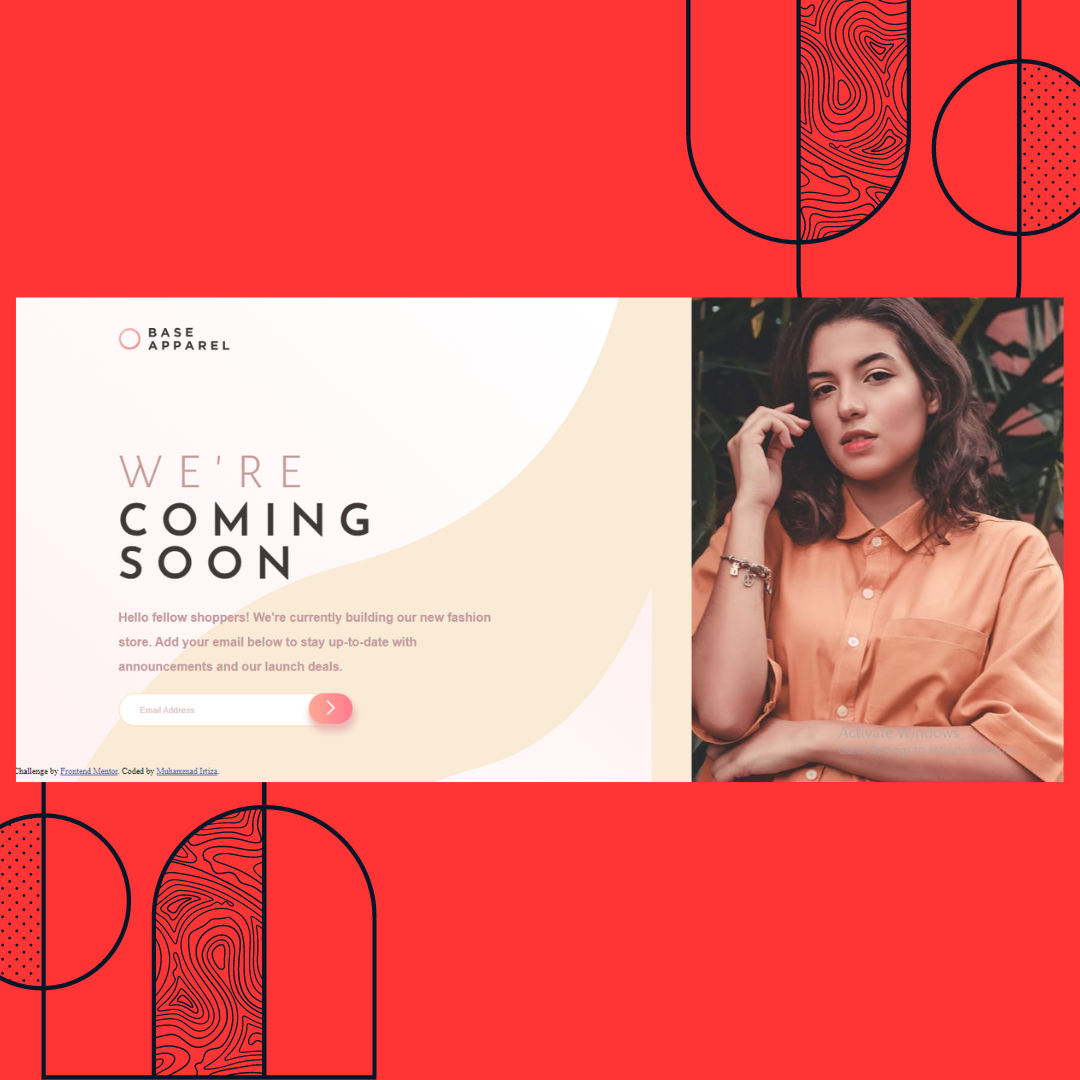 BASE
APPAREL
WE'RE
COMING
SOON
Hello fellow shoppers! We're currently building our new fashion
store. Add your email below to stay up-to-date with
announcements and our launch deals.
Email Address
Challenge by Frontend Mentor. Coded by Muhammad Irtiza.
Activate Windows